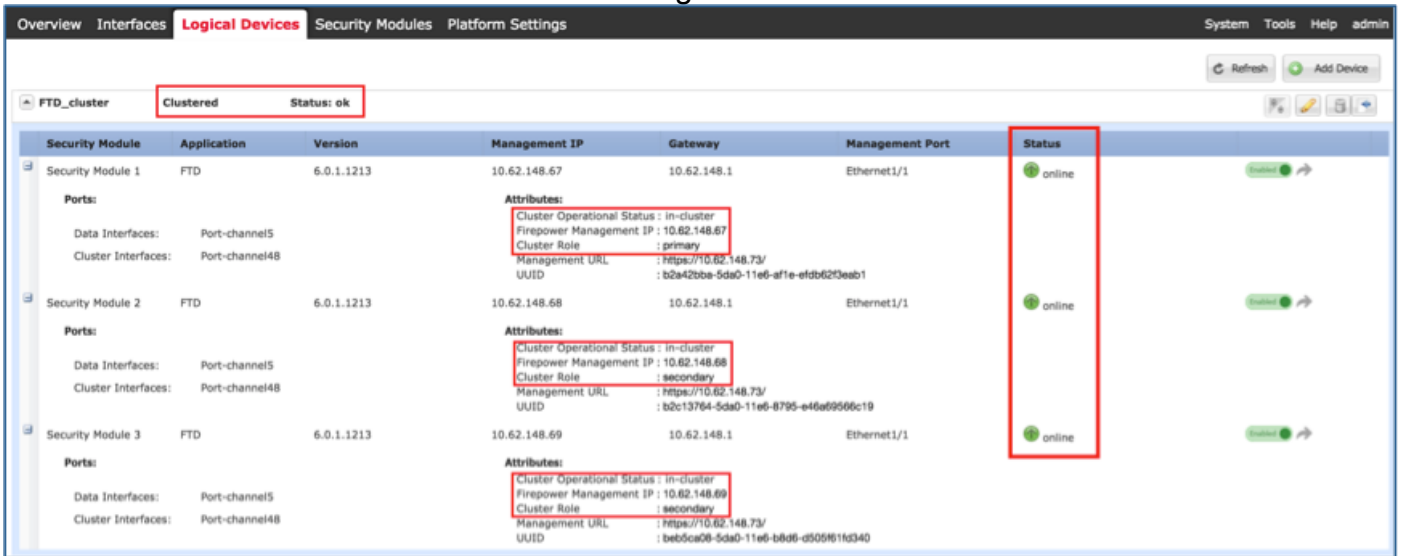 Overview Interfaces Logical Devices Security Modules Platform Settings System Tools Help admin
Refresh Add Device
FTD_cluster Clustered Status: ok
Security Module Application Version Management IP Gateway Management Port Status
Security Module 1 FTD 6.0.1.1213 10.62.148.67 10.62.148.1 Ethernet1/1 online Enabled
Ports: Attributes:
Cluster Operational Status : in-cluster
Data Interfaces: Port-channel5 Firepower Management IP : 10.62.148.67
Cluster Role : primary
Cluster Interfaces: Port-channel48 Management URL : https://10.62.148.73/
UUID : b2a42bba-5da0-11e6-af1e-efdb62f3eab1
Security Module 2 FTD 6.0.1.1213 10.62.148.68 10.62.148.1 Ethernet1/1 online Enabled
Ports: Attributes:
Cluster Operational Status : in-cluster
Data Interfaces: Port-channel5 Firepower Management IP : 10.62.148.68
Cluster Role : secondary
Cluster Interfaces: Port-channel48 Management URL : https://10.62.148.73/
UUID : b2c13764-5da0-11e6-8795-e46a69566c19
Security Module 3 FTD 6.0.1.1213 10.62.148.69 10.62.148.1 Ethernet1/1 online Enabled
Ports: Attributes:
Cluster Operational Status : in-cluster
Data Interfaces: Port-channel5 Firepower Management IP : 10.62.148.69
Cluster Role : secondary
Cluster Interfaces: Port-channel48 Management URL : https://10.62.148.73/
UUID : beb5ca08-5da0-11e6-b8d6-d505f61fd340